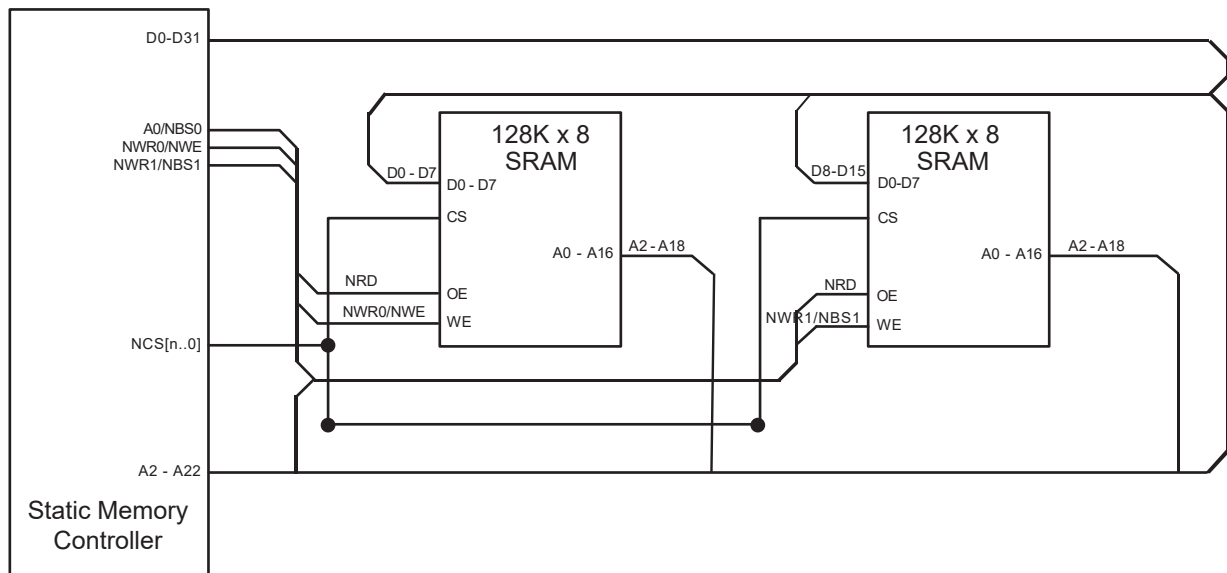 D0-D31
A0/NBS0
NWR0/NWE
NWR1/NBS1
NCS[n..0]
A2 - A22
Static Memory
Controller
128K x 8
SRAM
D0 - D7
D0 - D7
CS
A0 - A16
A2 - A18
NRD
OE
NWR0/NWE
WE
128K x 8
SRAM
D8-D15
D0-D7
CS
A0 - A16
A2 - A18
NRD
OE
NWR1/NBS1
WE